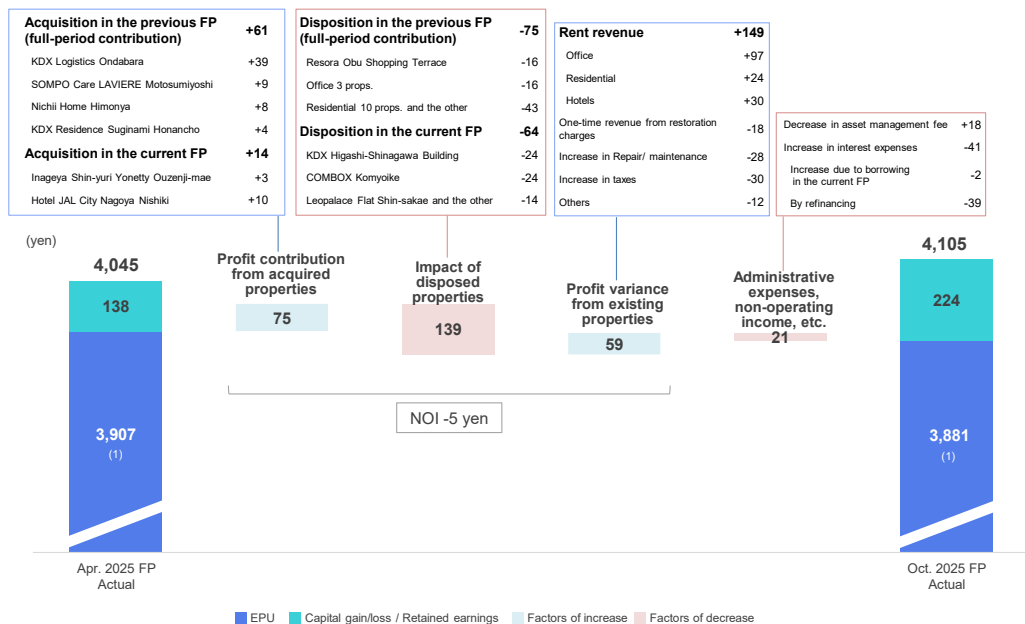 Acquisition in the previous FP
(full-period contribution) +61
KDX Logistics Ondabara +39
SOMPO Care LAVIERE Motosumiyoshi +9
Nichii Home Himonya +8
KDX Residence Suginami Honancho +4
Acquisition in the current FP +14
Inageya Shin-yuri Yonetty Ouzenji-mae +3
Hotel JAL City Nagoya Nishiki +10
Disposition in the previous FP
(full-period contribution) -75
Resora Obu Shopping Terrace -16
Office 3 props. -16
Residential 10 props. and the other -43
Disposition in the current FP -64
KDX Higashi-Shinagawa Building -24
COMBOX Komyoike -24
Leopalace Flat Shin-sakae and the other -14
Rent revenue +149
Office +97
Residential +24
Hotels +30
One-time revenue from restoration
charges -18
Increase in Repair/ maintenance -28
Increase in taxes -30
Others -12
Decrease in asset management fee +18
Increase in interest expenses -41
Increase due to borrowing
in the current FP -2
By refinancing -39
(yen)
4,045
138
3,907
(1)
Apr. 2025 FP
Actual
Profit contribution
from acquired
properties
75
Impact of
disposed
properties
139
Profit variance
from existing
properties
59
Administrative
expenses,
non-operating
income, etc.
21
NOI -5 yen
4,105
224
3,881
(1)
Oct. 2025 FP
Actual
EPU
Capital gain/loss / Retained earnings
Factors of increase
Factors of decrease